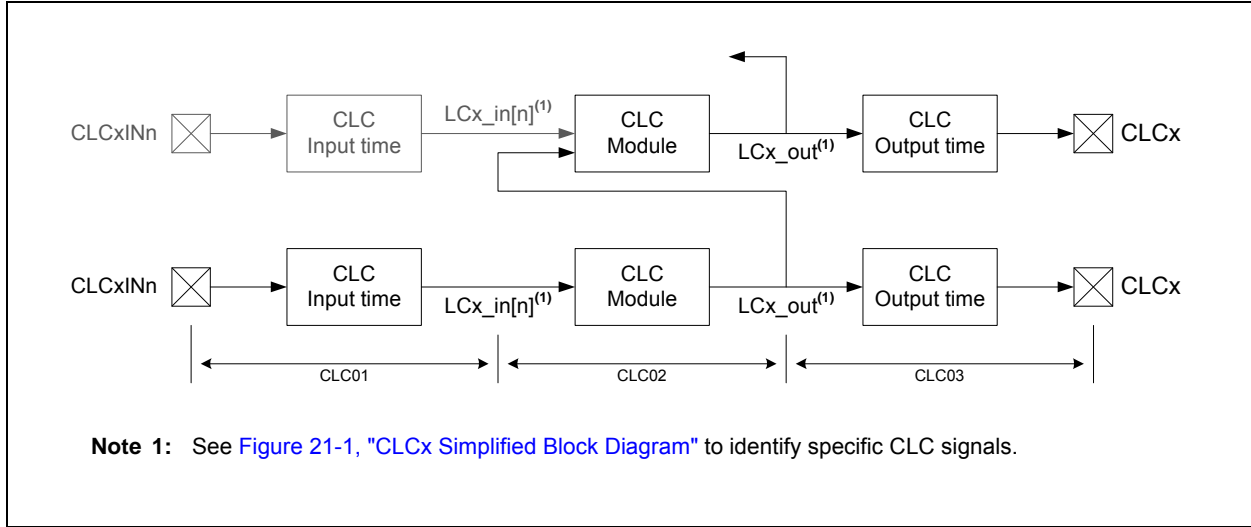 CLCxINn
CLC
Input time
LCx_in[n](1)
CLC
Module
LCx_out(1)
CLC
Output time
CLCx
CLCxINn
CLC
Input time
LCx_in[n](1)
CLC
Module
LCx_out(1)
CLC
Output time
CLCx
CLC01
CLC02
CLC03
Note 1: See Figure 21-1, "CLCx Simplified Block Diagram" to identify specific CLC signals.